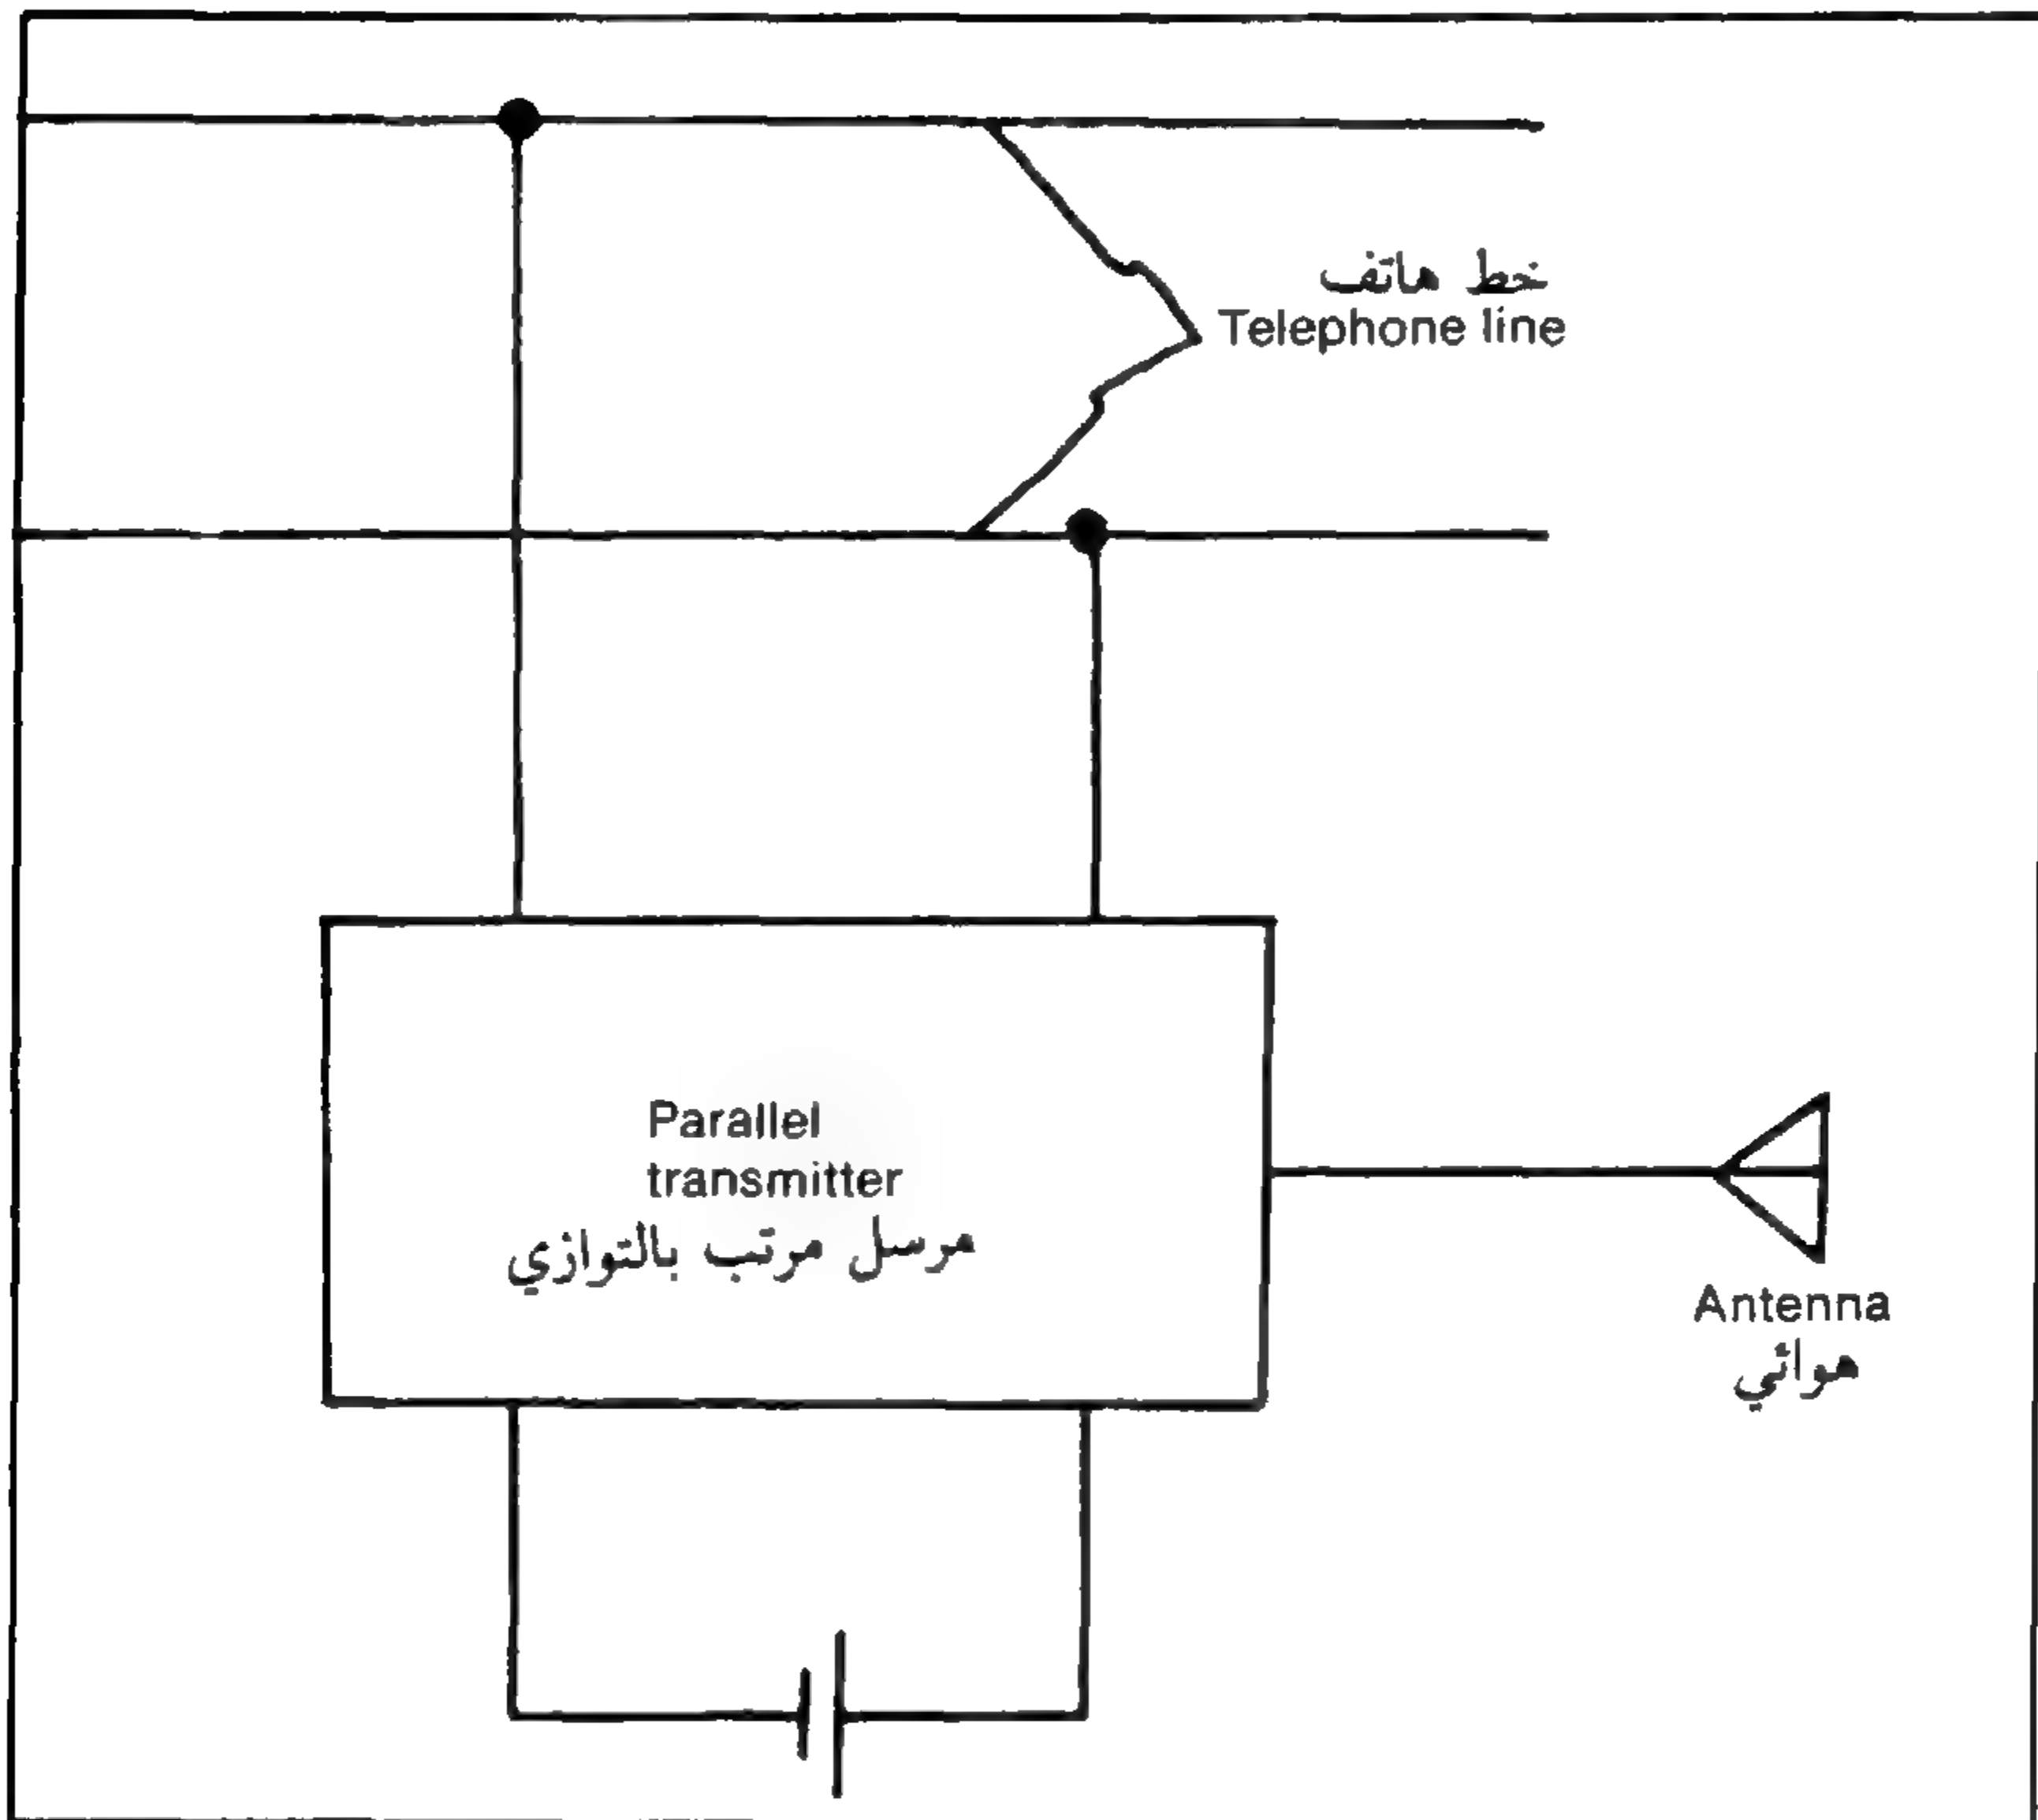 خط هاتف
Telephone line
Parallel
transmitter
مرسل مرتب بالتوازي
Antenna
هوائي